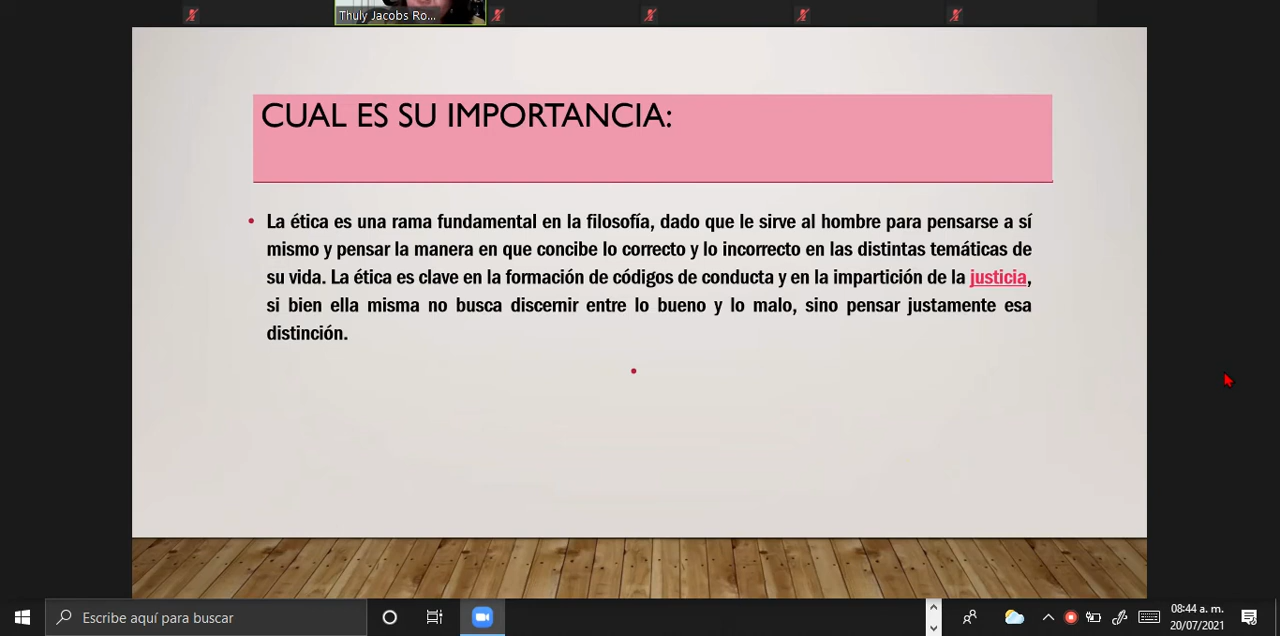 Thuly Jacobs Ro...
CUAL ES SU IMPORTANCIA:
• La ética es una rama fundamental en la filosofía, dado que le sirve al hombre para pensarse a sí
mismo y pensar la manera en que concibe lo correcto y lo incorrecto en las distintas temáticas de
su vida. La ética es clave en la formación de códigos de conducta y en la impartición de la justicia,
si bien ella misma no busca discernir entre lo bueno y lo malo, sino pensar justamente esa
distinción.
•
Escribe aquí para buscar
08:44 a. m.
20/07/2021